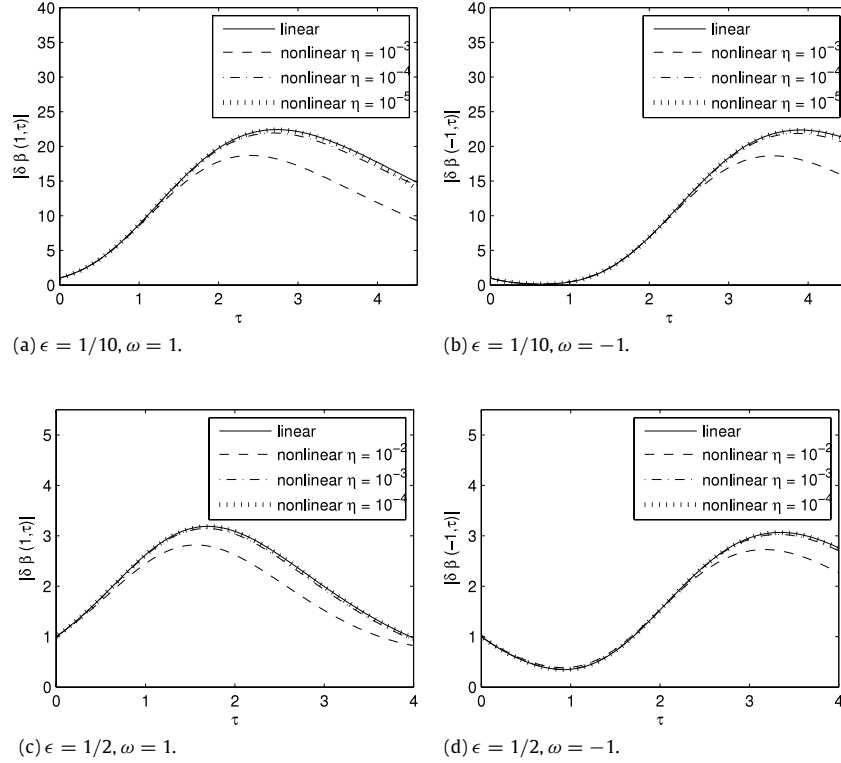 40
35
30
25
20
15
10
5
0
|δ β (1,τ)|
linear
nonlinear η = 10⁻³
nonlinear η = 10⁻⁴
nonlinear η = 10⁻⁵
0 1 2 3 4
τ
(a) ϵ = 1/10, ω = 1.
40
35
30
25
20
15
10
5
0
|δ β (−1,τ)|
linear
nonlinear η = 10⁻³
nonlinear η = 10⁻⁴
nonlinear η = 10⁻⁵
0 1 2 3 4
τ
(b) ϵ = 1/10, ω = −1.
5
4
3
2
1
0
|δ β (1,τ)|
linear
nonlinear η = 10⁻²
nonlinear η = 10⁻³
nonlinear η = 10⁻⁴
0 1 2 3 4
τ
(c) ϵ = 1/2, ω = 1.
5
4
3
2
1
0
|δ β (−1,τ)|
linear
nonlinear η = 10⁻²
nonlinear η = 10⁻³
nonlinear η = 10⁻⁴
0 1 2 3 4
τ
(d) ϵ = 1/2, ω = −1.